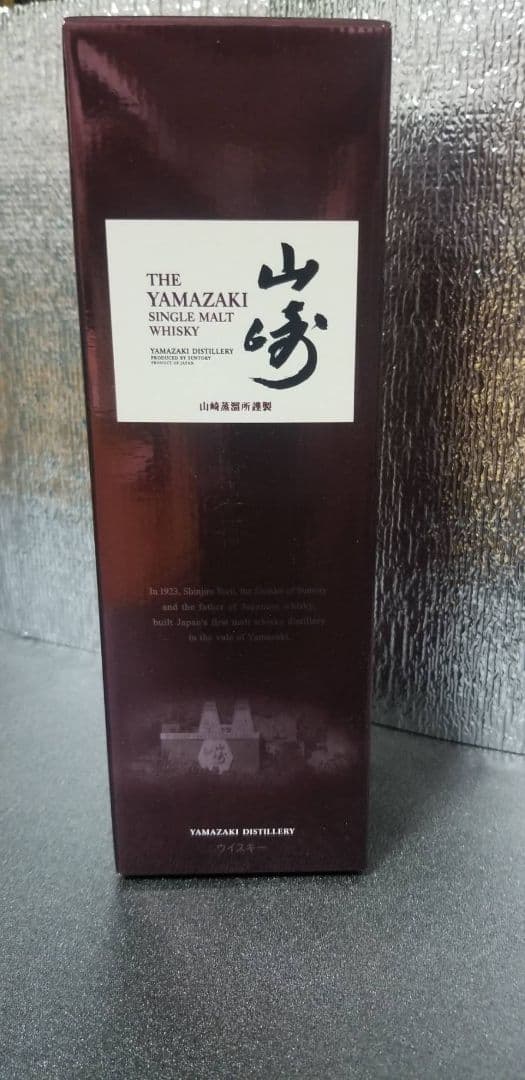 THE
YAMAZAKI
SINGLE MALT
WHISKY
山崎
YAMAZAKI DISTILLERY
PRODUCED BY SUNTORY
PRODUCT OF JAPAN
山崎蒸溜所謹製
In 1923, Shinjiro Torii, the founder of Suntory
and the father of Japanese whisky,
built Japan's first malt whisky distillery
in the vale of Yamazaki.
山崎
YAMAZAKI DISTILLERY
ウイスキー